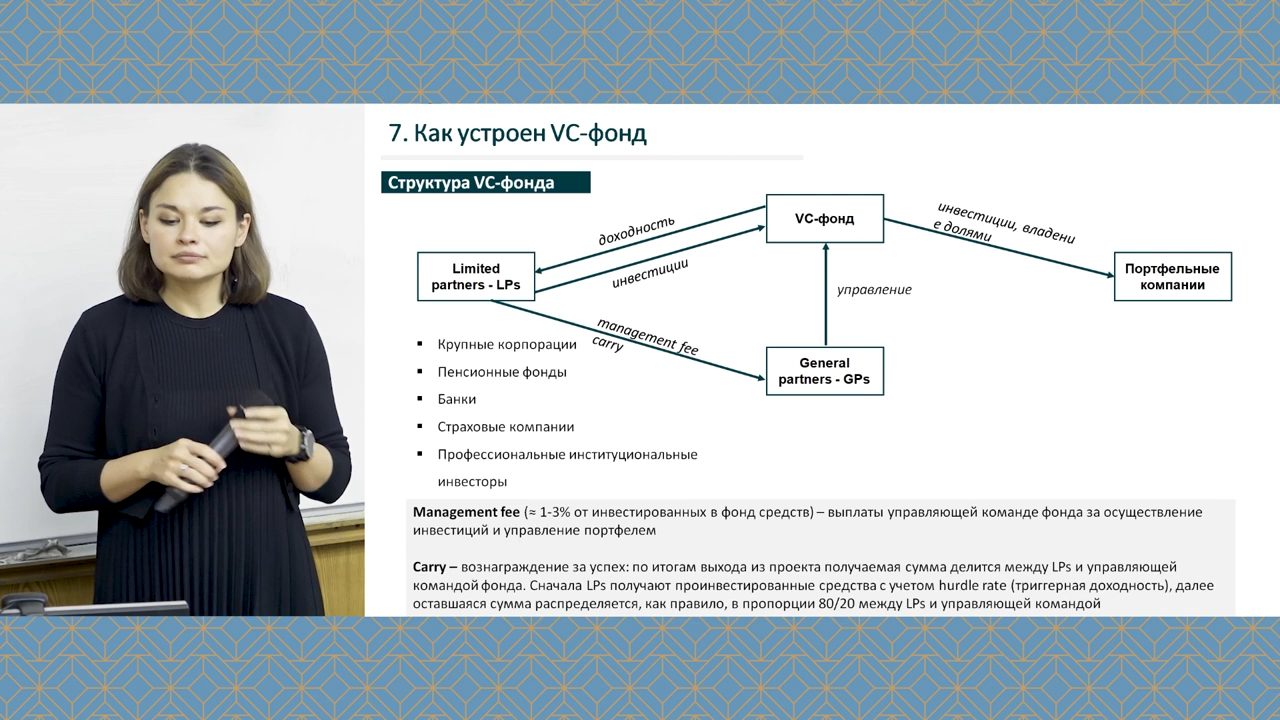 7. Как устроен VC-фонд
Структура VC-фонда
VC-фонд
доходность
инвестиции
инвестиции, владени
е долями
Limited
partners - LPs
Портфельные
компании
управление
management fee
carry
General
partners - GPs
Крупные корпорации
Пенсионные фонды
Банки
Страховые компании
Профессиональные институциональные
инвесторы
Management fee (≈ 1-3% от инвестированных в фонд средств) – выплаты управляющей команде фонда за осуществление
инвестиций и управление портфелем
Carry – вознаграждение за успех: по итогам выхода из проекта получаемая сумма делится между LPs и управляющей
командой фонда. Сначала LPs получают проинвестированные средства с учетом hurdle rate (триггерная доходность), далее
оставшаяся сумма распределяется, как правило, в пропорции 80/20 между LPs и управляющей командой